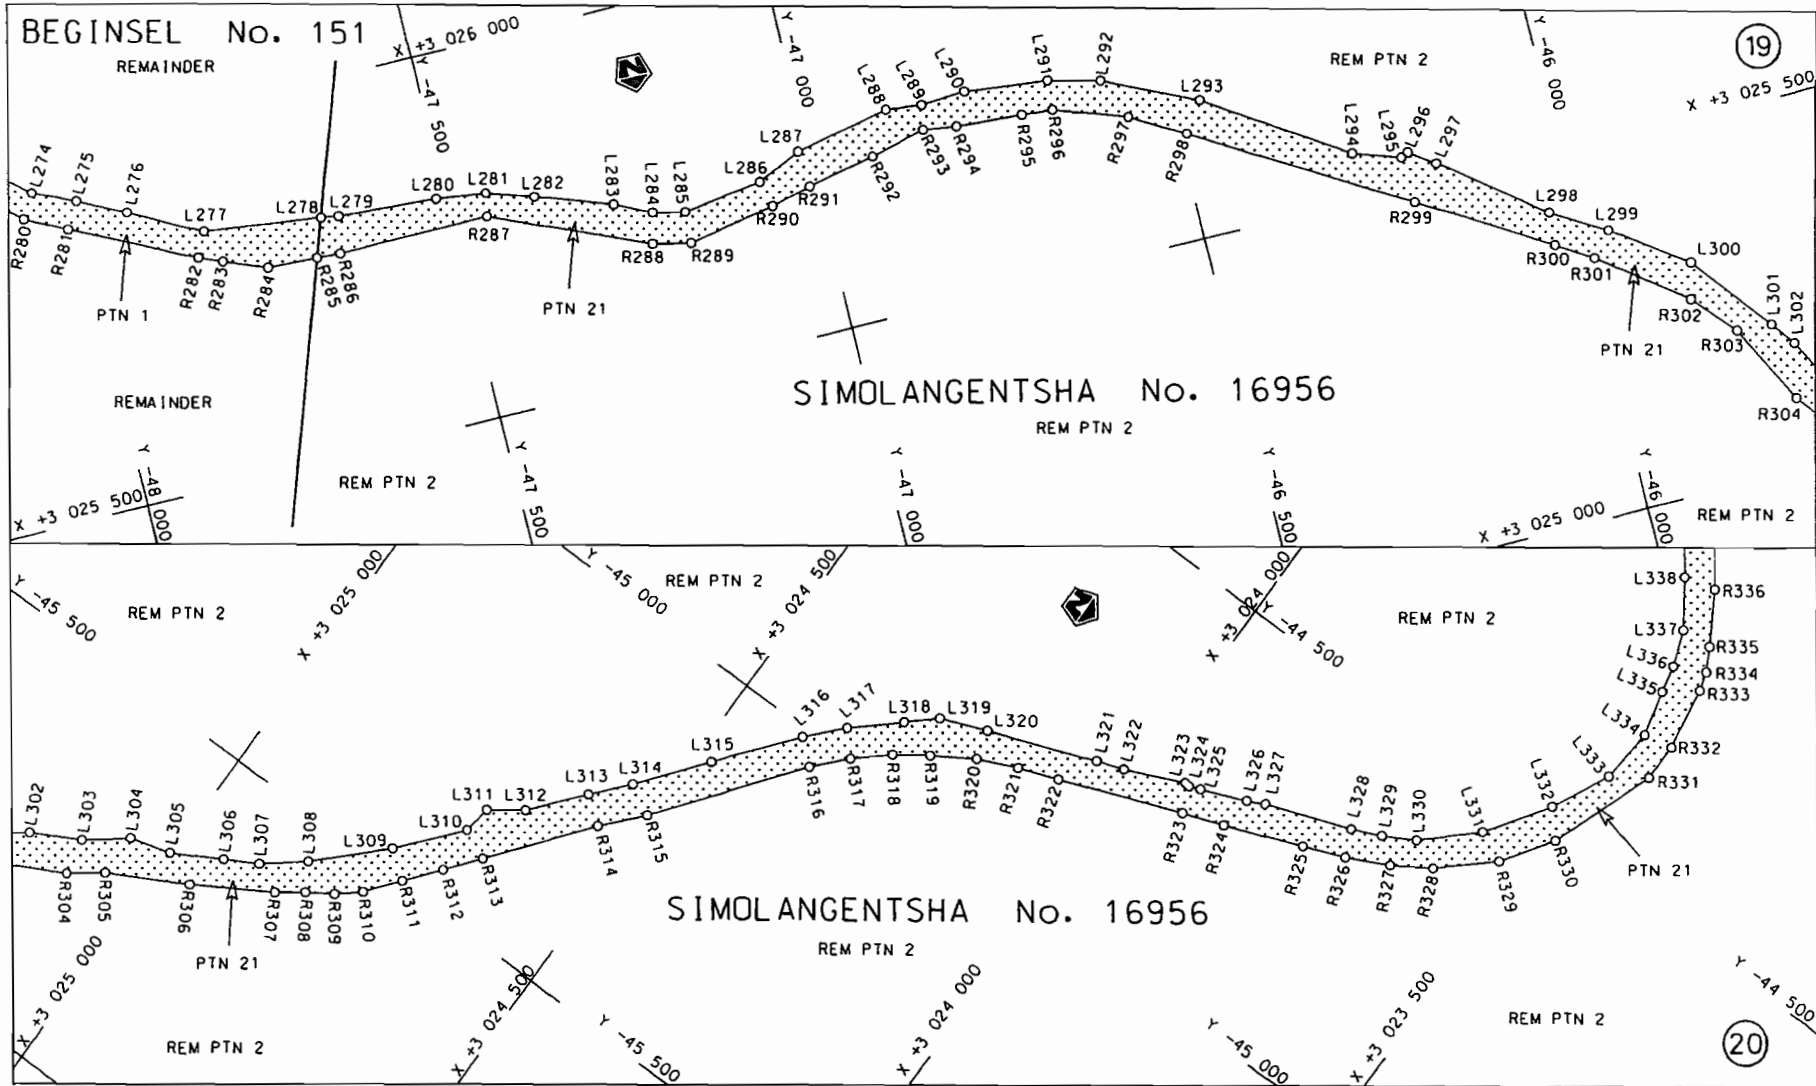 BEGINSEL No. 151
REMAINDER
X +3 026 000
Y -47 500
Y -47 000
Y -46 000
X +3 025 500
REM PTN 2
19
L274
L275
L276
L277
L278
L279
L280
L281
L282
L283
L284
L285
L286
L287
L288
L289
L290
L291
L292
L293
L294
L295
L296
L297
L298
L299
L300
L301
L302
R280
R281
R282
R283
R284
R285
R286
R287
R288
R289
R290
R291
R292
R293
R294
R295
R296
R297
R298
R299
R300
R301
R302
R303
R304
PTN 1
PTN 21
PTN 21
REMAINDER
SIMOLANGENTSHA No. 16956
REM PTN 2
REM PTN 2
X +3 025 500
Y -48 000
Y -47 500
Y -47 000
Y -46 500
X +3 025 000
Y -46 000
REM PTN 2
Y -45 500
REM PTN 2
X +3 025 000
Y -45 000
REM PTN 2
X +3 024 500
X +3 024 000
Y -44 500
REM PTN 2
L302
L303
L304
L305
L306
L307
L308
L309
L310
L311
L312
L313
L314
L315
L316
L317
L318
L319
L320
L321
L322
L323
L324
L325
L326
L327
L328
L329
L330
L331
L332
L333
L334
L335
L336
L337
L338
R304
R305
R306
R307
R308
R309
R310
R311
R312
R313
R314
R315
R316
R317
R318
R319
R320
R321
R322
R323
R324
R325
R326
R327
R328
R329
R330
R331
R332
R333
R334
R335
R336
PTN 21
PTN 21
SIMOLANGENTSHA No. 16956
REM PTN 2
X +3 025 000
REM PTN 2
X +3 024 500
Y -45 500
X +3 024 000
Y -45 000
X +3 023 500
REM PTN 2
Y -44 500
20